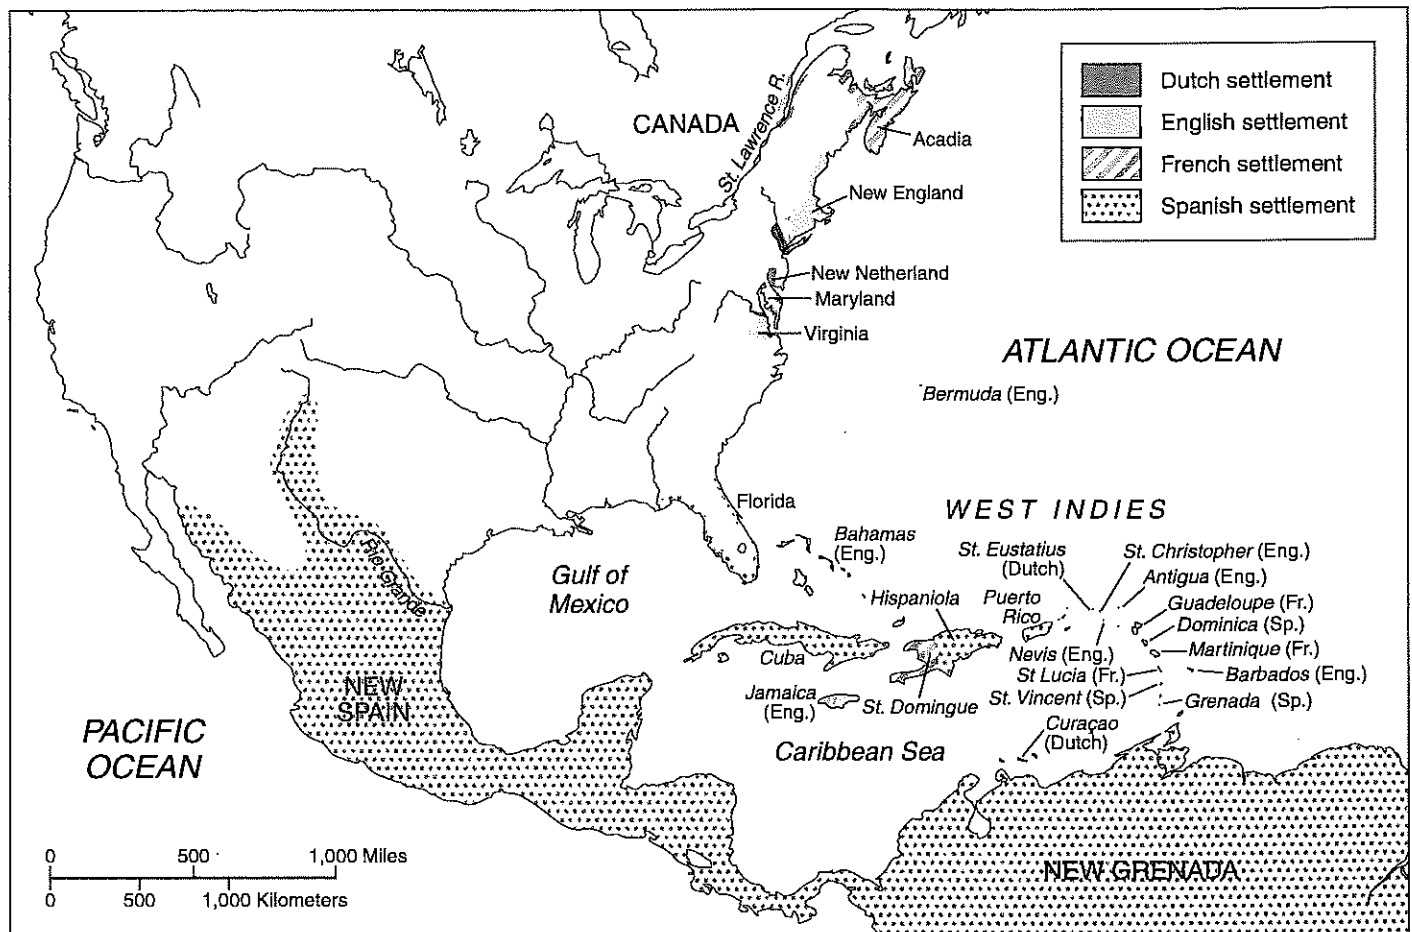 Dutch settlement
English settlement
French settlement
Spanish settlement
CANADA
St. Lawrence R.
Acadia
New England
New Netherland
Maryland
Virginia
ATLANTIC OCEAN
Bermuda (Eng.)
Florida
WEST INDIES
Bahamas
(Eng.)
St. Eustatius
(Dutch)
St. Christopher (Eng.)
Antigua (Eng.)
Guadeloupe (Fr.)
Dominica (Sp.)
Martinique (Fr.)
Barbados (Eng.)
Grenada (Sp.)
Hispaniola
Puerto
Rico
Nevis (Eng.)
St Lucia (Fr.)
St. Vincent (Sp.)
Curaçao
(Dutch)
Rio Grande
Gulf of
Mexico
Cuba
Jamaica
(Eng.)
St. Domingue
Caribbean Sea
NEW
SPAIN
PACIFIC
OCEAN
NEW GRENADA
0 500 1,000 Miles
0 500 1,000 Kilometers